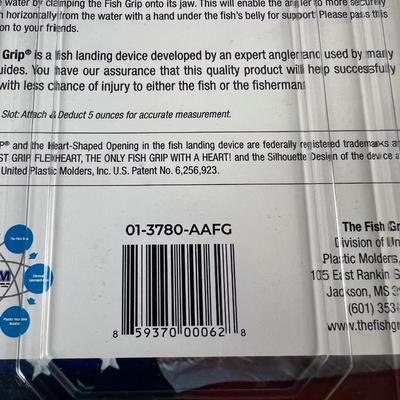 water by clamping the Fish Grip onto its jaw. This will enable the angler to more securely
horizontally from the water with a hand under the fish's belly for support! Please pass this
on to your friends.
Grip® is a fish landing device developed by an expert angler and used by many
uides. You have our assurance that this quality product will help successfully
with less chance of injury to either the fish or the fisherman!
Slot: Attach & Deduct 5 ounces for accurate measurement.
P® and the Heart-Shaped Opening in the fish landing device are federally registered trademarks a
ST GRIP FLEXHEART, THE ONLY FISH GRIP WITH A HEART! and the Silhouette Design of the device a
United Plastic Molders, Inc. U.S. Patent No. 6,256,923.
01-3780-AAFG
8 59370 00062 8
The Fish Gr
Division of Un
Plastic Molders,
105 East Rankin S
Jackson, MS 3
(601) 353
www.thefishgr
M